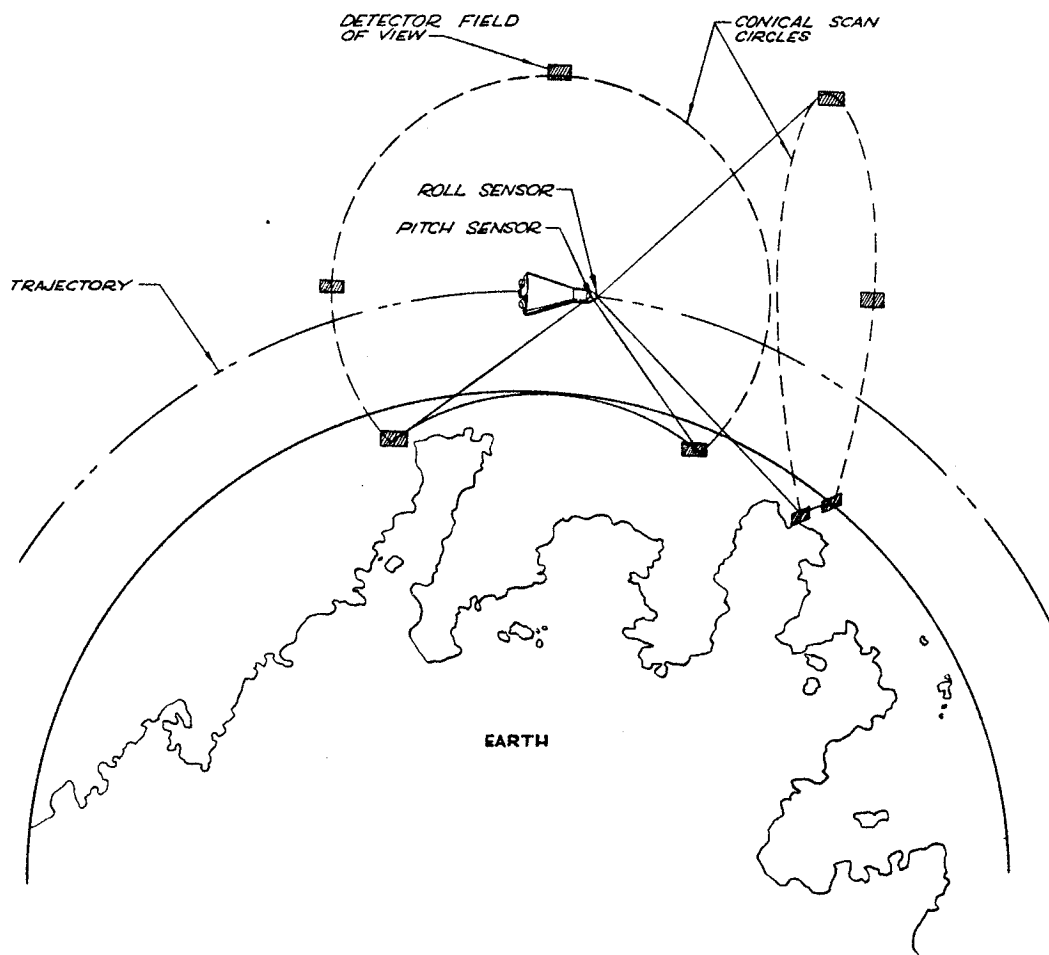 DETECTOR FIELD
OF VIEW
CONICAL SCAN
CIRCLES
ROLL SENSOR
PITCH SENSOR
TRAJECTORY
EARTH